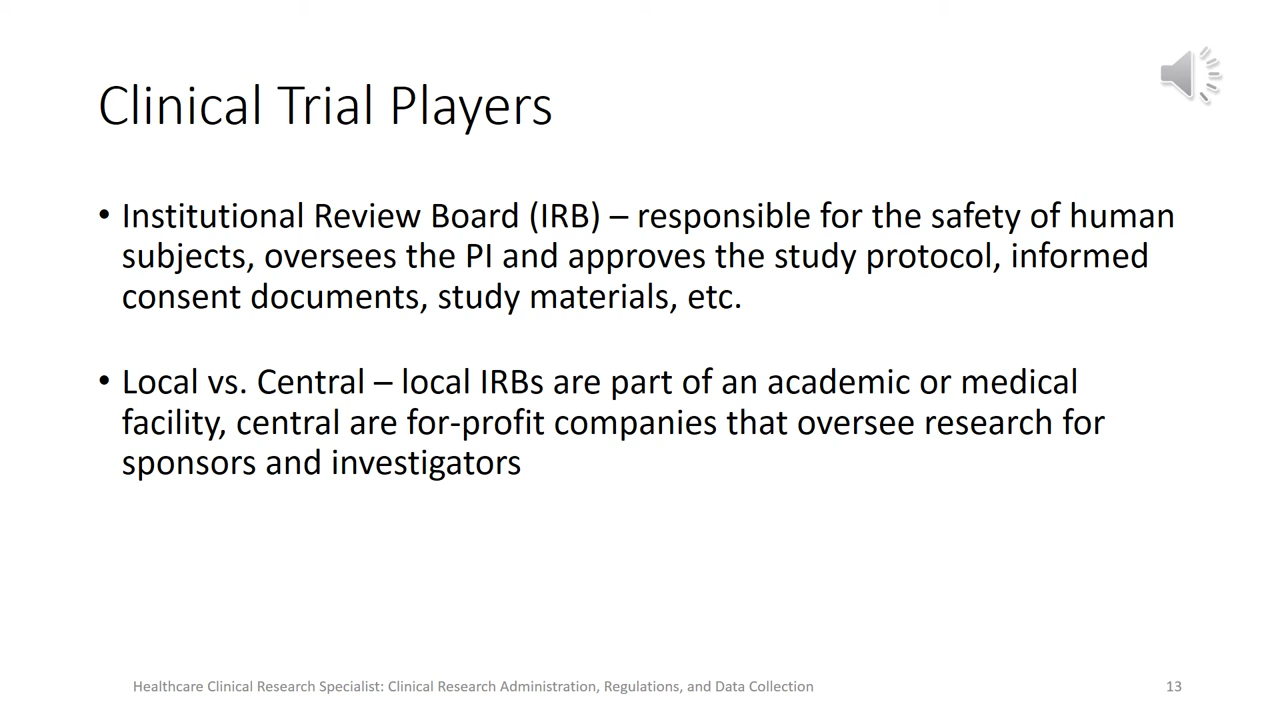 Clinical Trial Players
• Institutional Review Board (IRB) – responsible for the safety of human
subjects, oversees the PI and approves the study protocol, informed
consent documents, study materials, etc.
• Local vs. Central – local IRBs are part of an academic or medical
facility, central are for-profit companies that oversee research for
sponsors and investigators
Healthcare Clinical Research Specialist: Clinical Research Administration, Regulations, and Data Collection
13